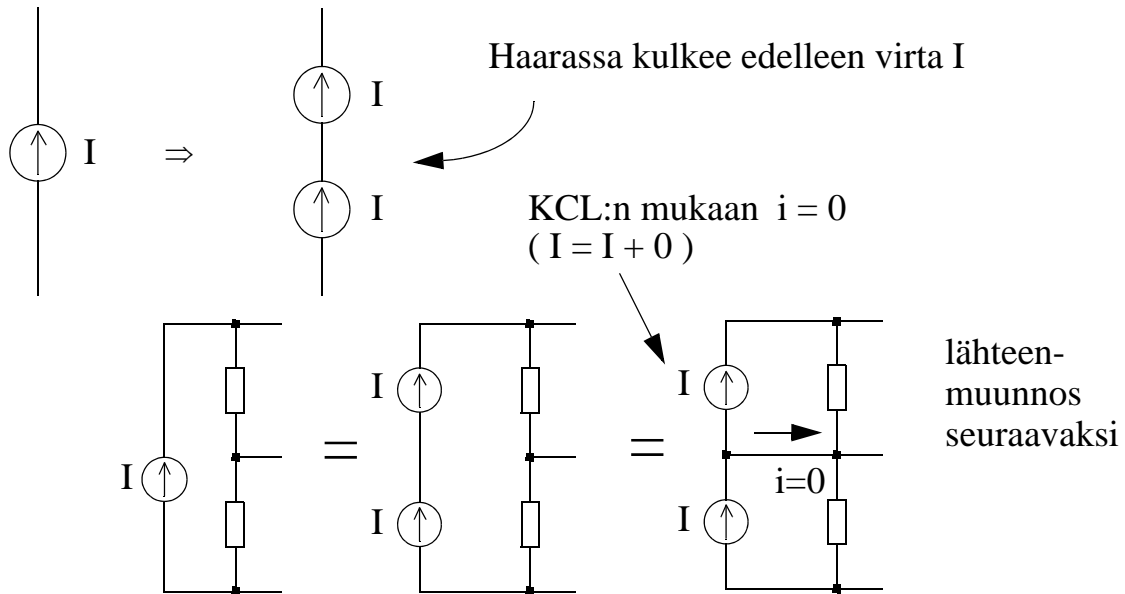 Haarassa kulkee edelleen virta I
I
I ⇒
I
KCL:n mukaan i = 0
( I = I + 0 )
I
I
lähteen-
muunnos
seuraavaksi
I
=
=
i=0
I
I